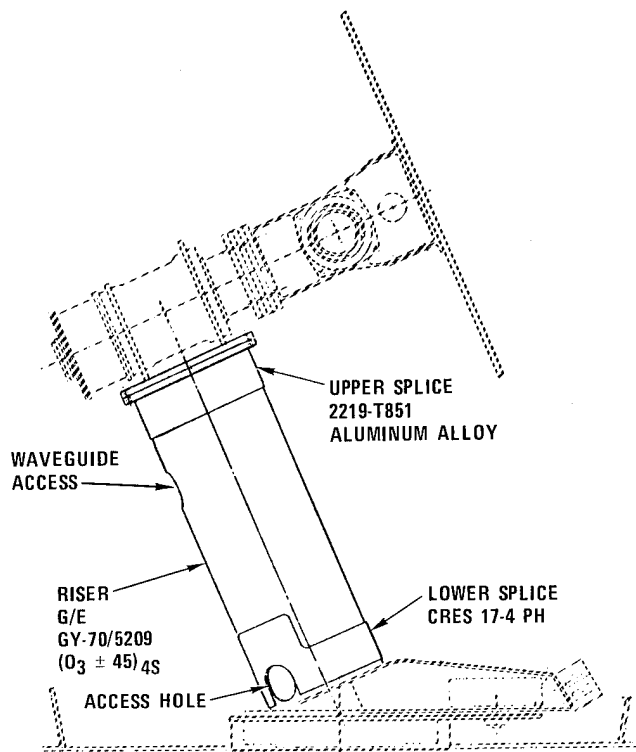 UPPER SPLICE
2219-T851
ALUMINUM ALLOY
WAVEGUIDE
ACCESS
RISER
G/E
GY-70/5209
(O3 ± 45) 4S
LOWER SPLICE
CRES 17-4 PH
ACCESS HOLE